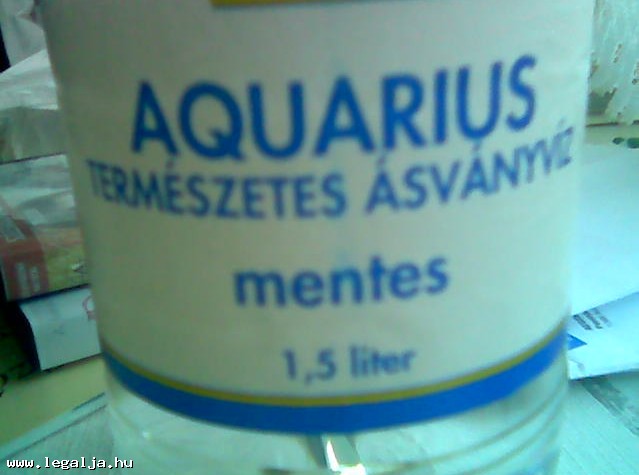 AQUARIUS
TERMÉSZETES ÁSVÁNYVÍZ
mentes
1,5 liter
www.legalja.hu